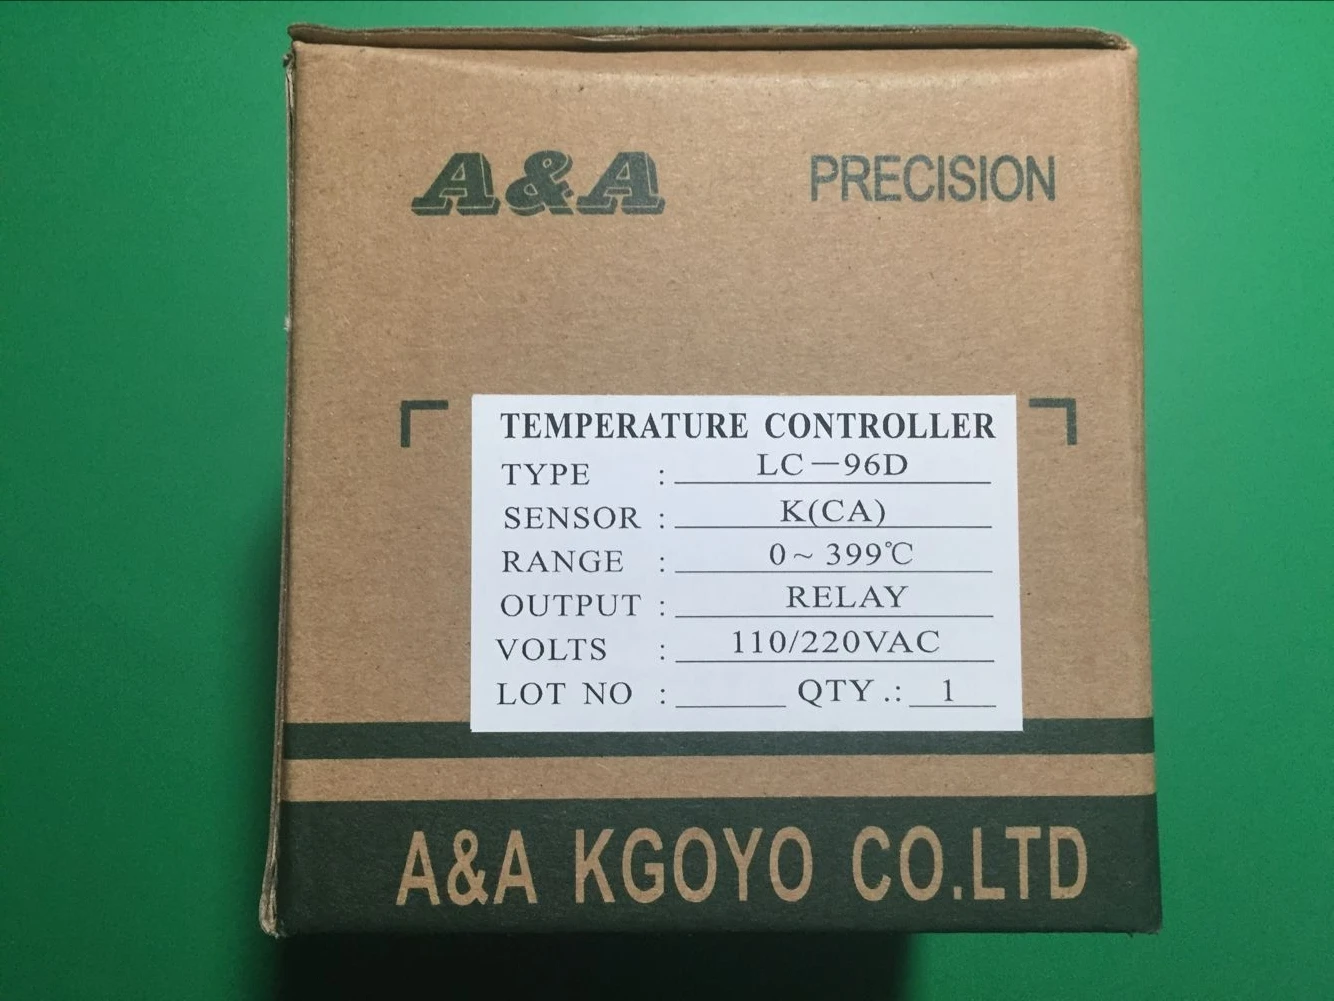 A&A PRECISION
TEMPERATURE CONTROLLER
TYPE : LC-96D
SENSOR : K(CA)
RANGE : 0~399℃
OUTPUT : RELAY
VOLTS : 110/220VAC
LOT NO : QTY.: 1
A&A KGOYO CO.LTD